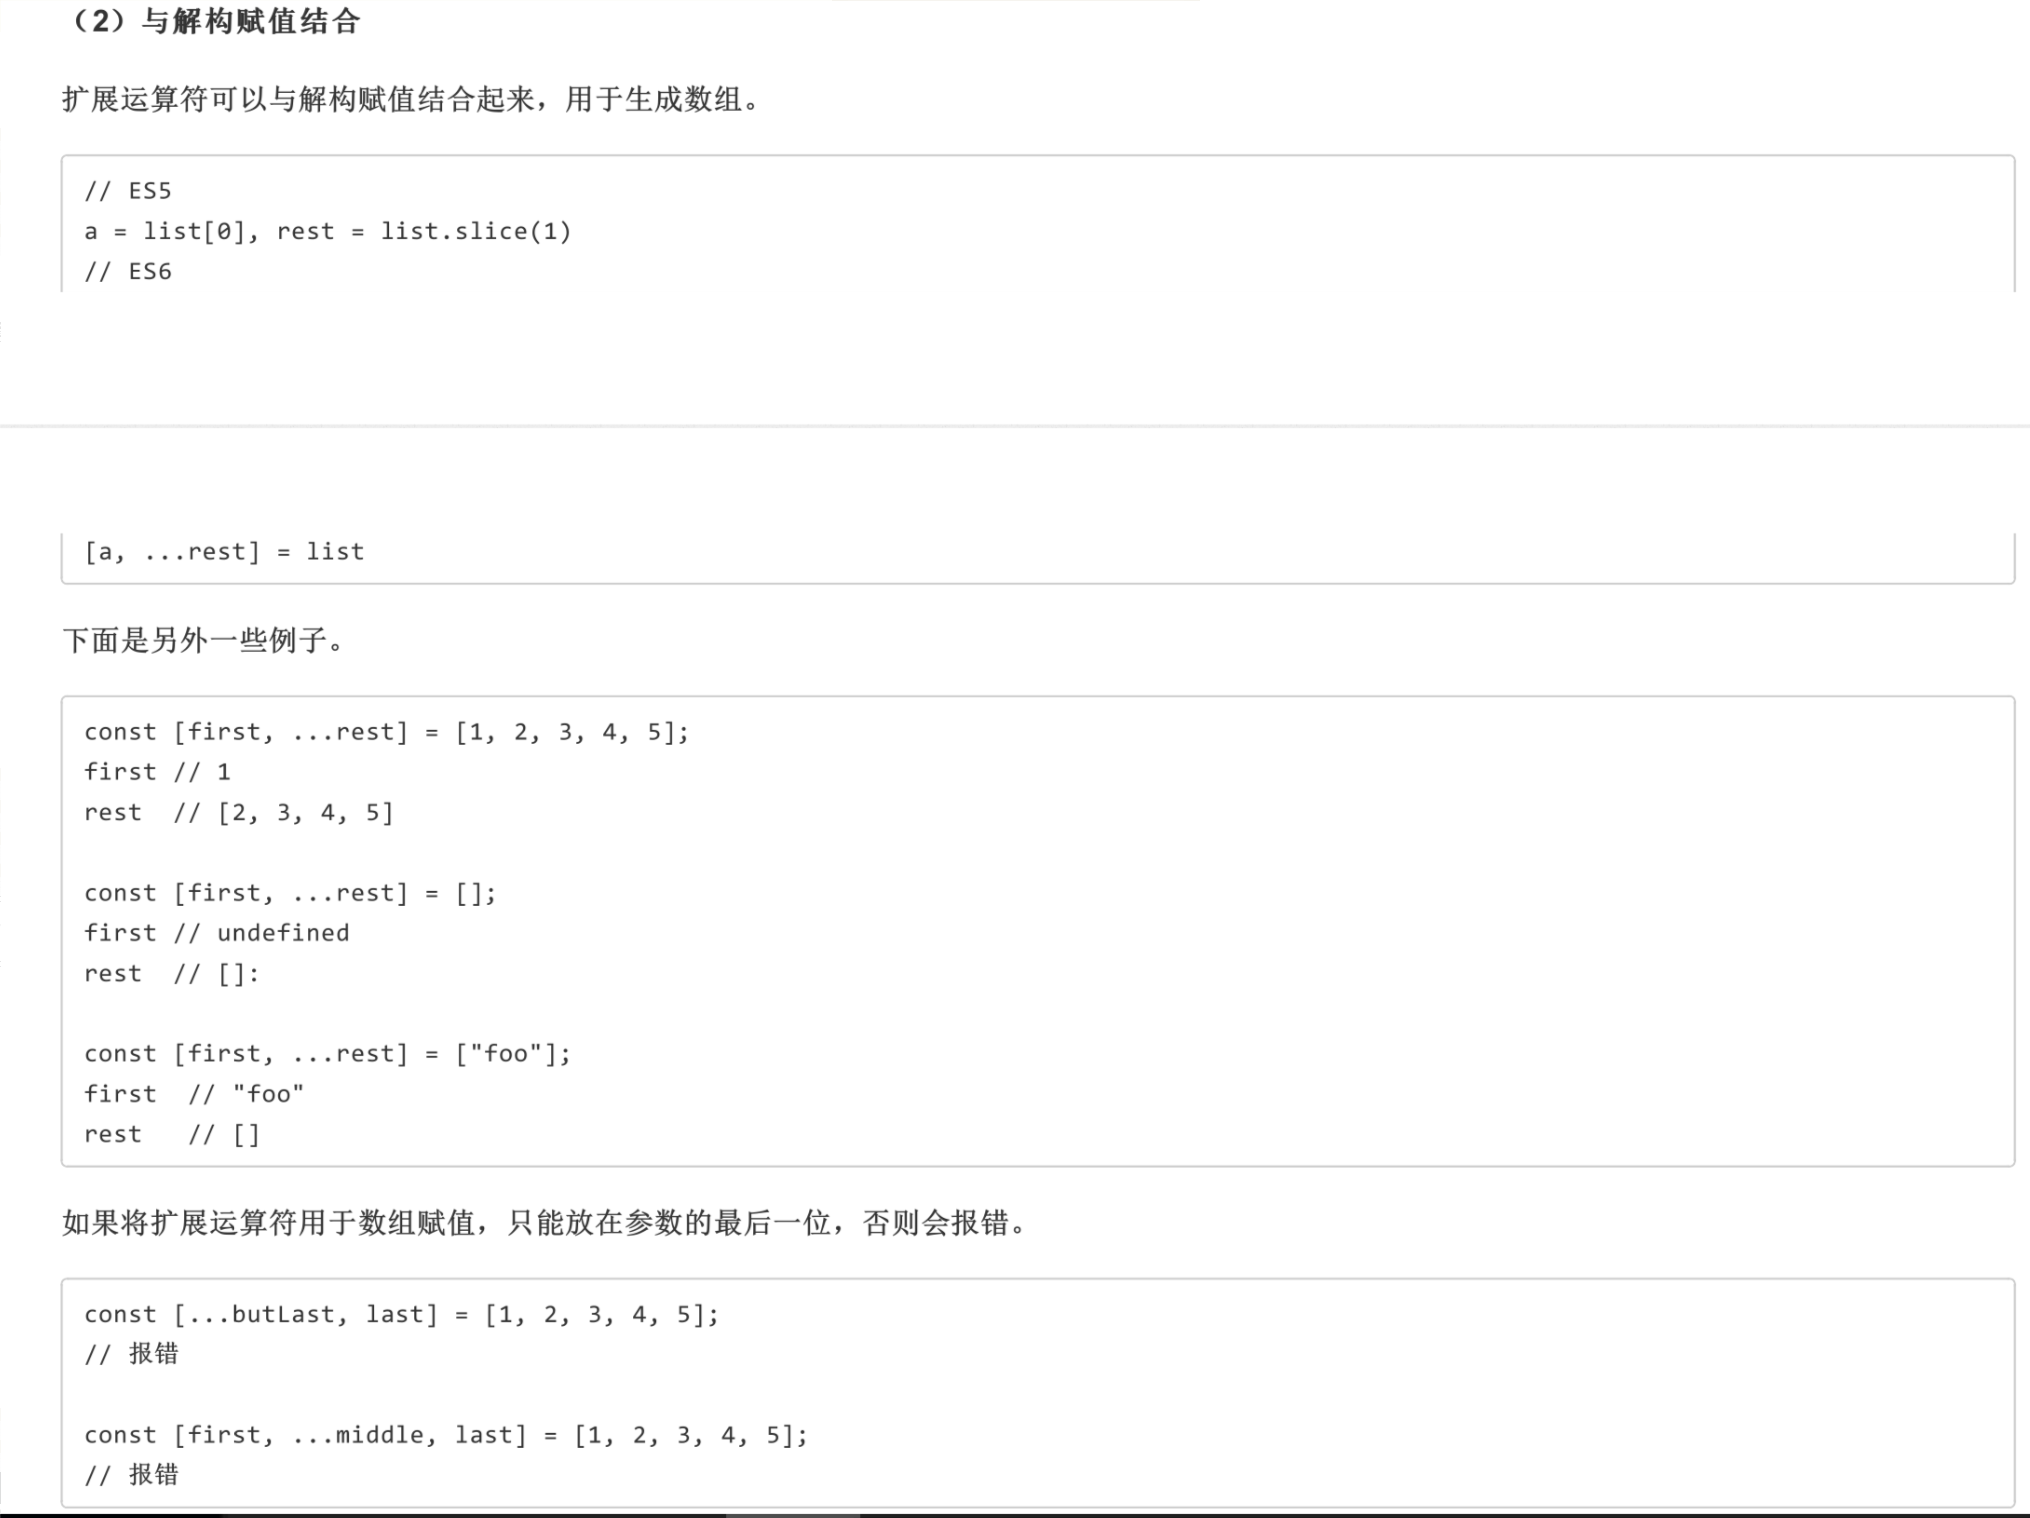 （2）与解构赋值结合
扩展运算符可以与解构赋值结合起来，用于生成数组。
// ES5
a = list[0], rest = list.slice(1)
// ES6
[a, ...rest] = list
下面是另外一些例子。
const [first, ...rest] = [1, 2, 3, 4, 5];
first // 1
rest  // [2, 3, 4, 5]
const [first, ...rest] = [];
first // undefined
rest  // []:
const [first, ...rest] = ["foo"];
first  // "foo"
rest   // []
如果将扩展运算符用于数组赋值，只能放在参数的最后一位，否则会报错。
const [...butLast, last] = [1, 2, 3, 4, 5];
// 报错
const [first, ...middle, last] = [1, 2, 3, 4, 5];
// 报错